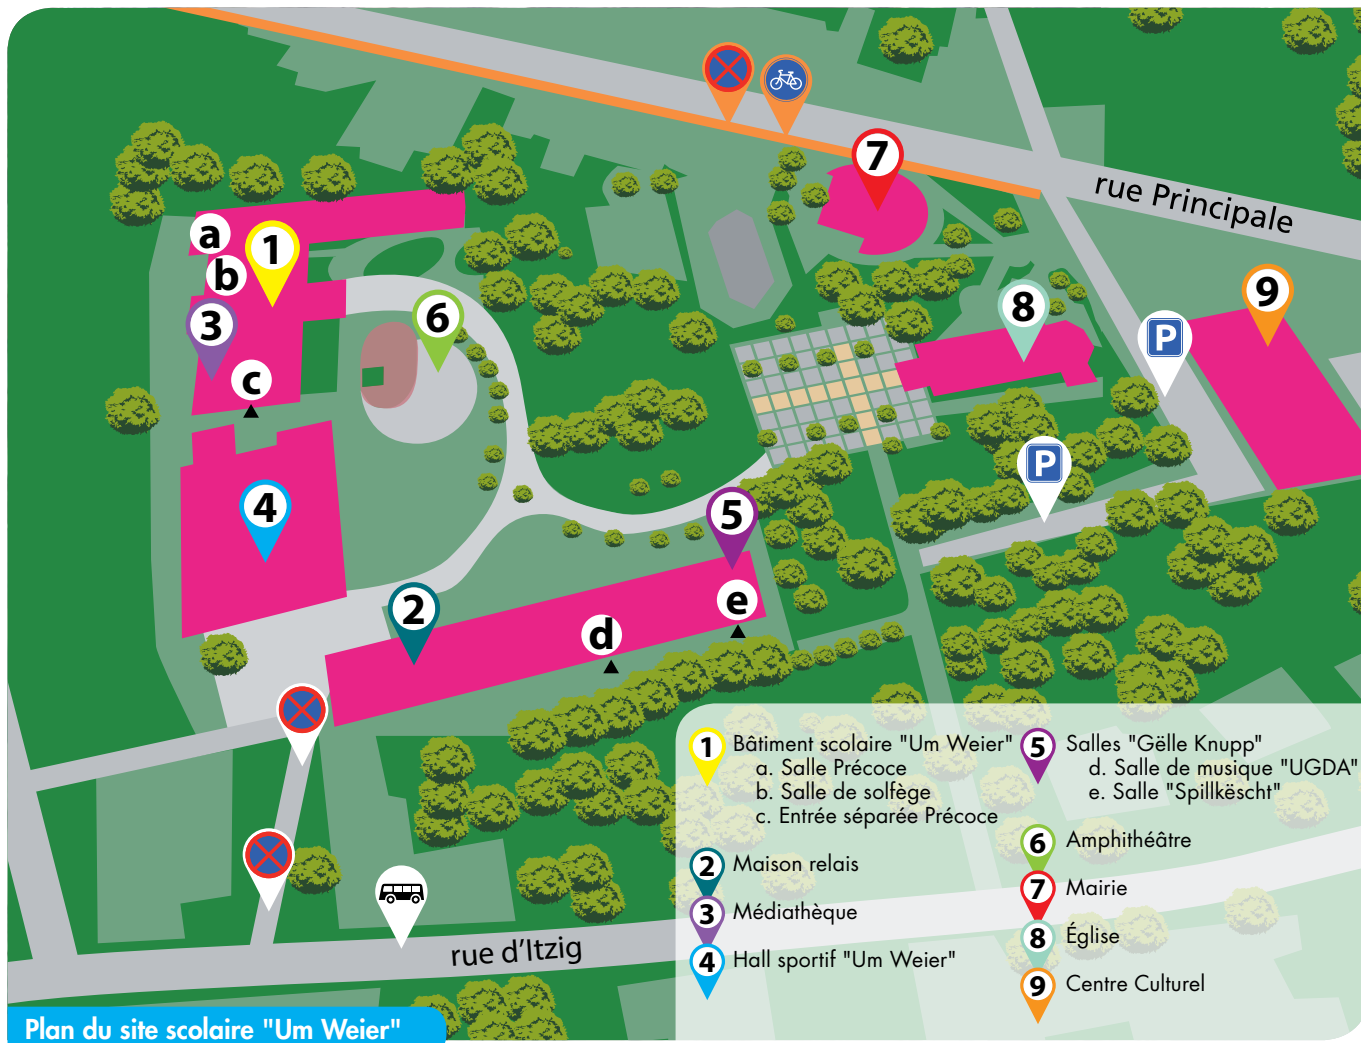 7
rue Principale
a
1
b
9
8
3
6
P
c
P
4
5
2
e
d
1 Bâtiment scolaire "Um Weier"
a. Salle Précoce
b. Salle de solfège
c. Entrée séparée Précoce
2 Maison relais
3 Médiathèque
4 Hall sportif "Um Weier"
5 Salles "Gëlle Knupp"
d. Salle de musique "UGDA"
e. Salle "Spillkëscht"
6 Amphithéâtre
7 Mairie
8 Église
9 Centre Culturel
rue d'Itzig
Plan du site scolaire "Um Weier"